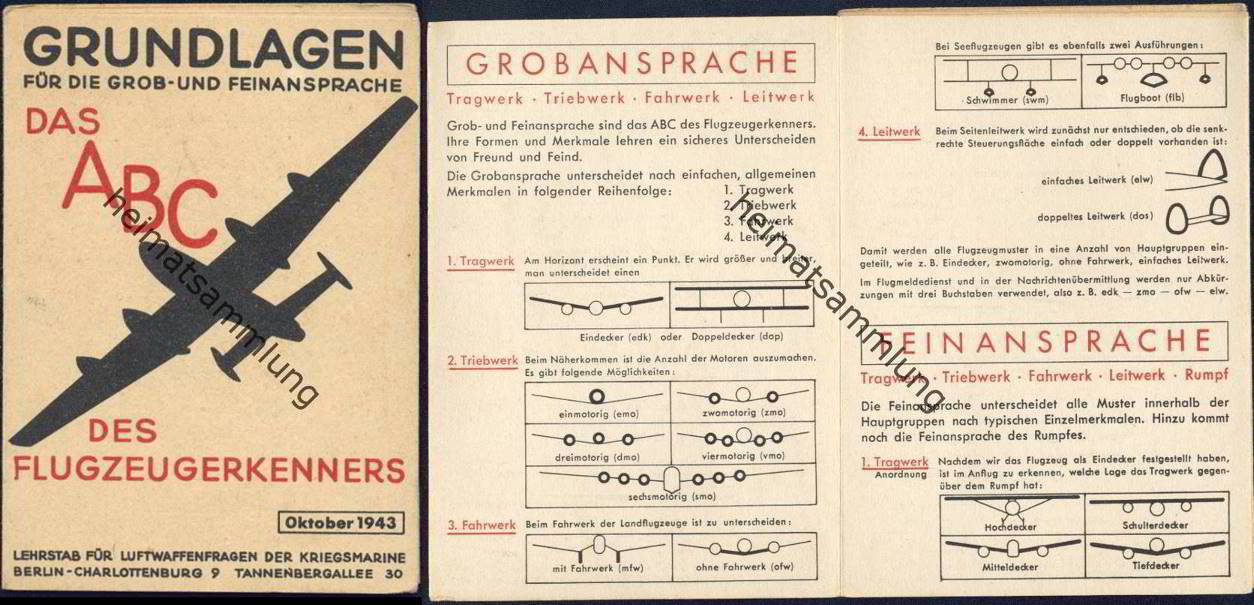 GRUNDLAGEN
FÜR DIE GROB-UND FEINANSPRACHE
DAS
ABC
DES
FLUGZEUGERKENNERS
Oktober 1943
LEHRSTAB FÜR LUFTWAFFENFRAGEN DER KRIEGSMARINE
BERLIN-CHARLOTTENBURG 9 TANNENBERGALLEE 30
heimatsammlung
GROBANSPRACHE
Tragwerk · Triebwerk · Fahrwerk · Leitwerk
Grob- und Feinansprache sind das ABC des Flugzeugerkenners.
Ihre Formen und Merkmale lehren ein sicheres Unterscheiden
von Freund und Feind.
Die Grobansprache unterscheidet nach einfachen, allgemeinen
Merkmalen in folgender Reihenfolge:
1. Tragwerk
2. Triebwerk
3. Fahrwerk
4. Leitwerk
1. Tragwerk
Am Horizont erscheint ein Punkt. Er wird größer und breiter,
man unterscheidet einen
Eindecker (edk) oder Doppeldecker (dop)
2. Triebwerk
Beim Näherkommen ist die Anzahl der Motoren auszumachen.
Es gibt folgende Möglichkeiten:
einmotorig (emo)
zwomotorig (zmo)
dreimotorig (dmo)
viermotorig (vmo)
sechsmotorig (smo)
3. Fahrwerk
Beim Fahrwerk der Landflugzeuge ist zu unterscheiden:
mit Fahrwerk (mfw)
ohne Fahrwerk (ofw)
heimatsammlung
Bei Seeflugzeugen gibt es ebenfalls zwei Ausführungen:
Schwimmer (swm)
Flugboot (flb)
4. Leitwerk
Beim Seitenleitwerk wird zunächst nur entschieden, ob die senk-
rechte Steuerungsfläche einfach oder doppelt vorhanden ist:
einfaches Leitwerk (elw)
doppeltes Leitwerk (dos)
Damit werden alle Flugzeugmuster in eine Anzahl von Hauptgruppen ein-
geteilt, wie z. B. Eindecker, zwomotorig, ohne Fahrwerk, einfaches Leitwerk.
Im Flugmeldedienst und in der Nachrichtenübermittlung werden nur Abkür-
zungen mit drei Buchstaben verwendet, also z. B. edk — zmo — ofw — elw.
FEINANSPRACHE
Tragwerk · Triebwerk · Fahrwerk · Leitwerk · Rumpf
Die Feinansprache unterscheidet alle Muster innerhalb der
Hauptgruppen nach typischen Einzelmerkmalen. Hinzu kommt
noch die Feinansprache des Rumpfes.
1. Tragwerk
Anordnung
Nachdem wir das Flugzeug als Eindecker festgestellt haben,
ist im Anflug zu erkennen, welche Lage das Tragwerk gegen-
über dem Rumpf hat:
Hochdecker
Schulterdecker
Mitteldecker
Tiefdecker